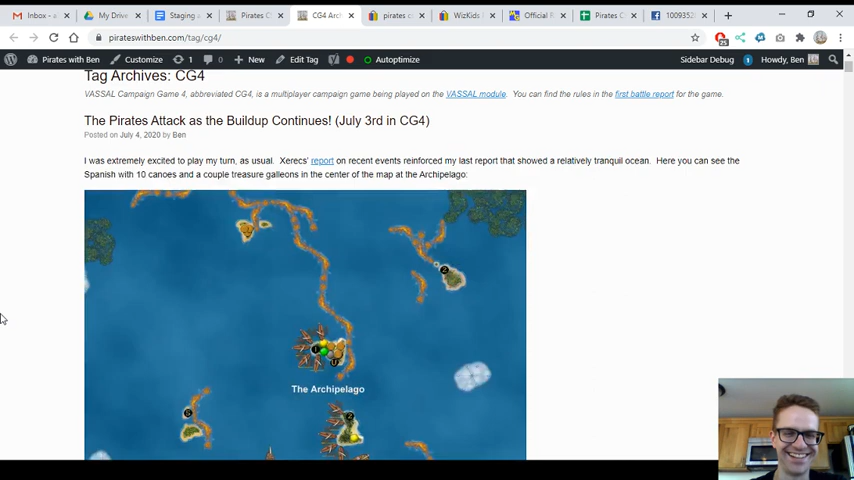 Inbox - a
My Drive
Staging a
Pirates C
CG4 Arc
pirates cs
WizKids
Official R
Pirates C
1009352
pirateswithben.com/tag/cg4/
Pirates with Ben
Customize
1
0
New
Edit Tag
Autoptimize
Sidebar Debug
1
Howdy, Ben
Tag Archives: CG4
VASSAL Campaign Game 4, abbreviated CG4, is a multiplayer campaign game being played on the VASSAL module. You can find the rules in the first battle report for the game.
The Pirates Attack as the Buildup Continues! (July 3rd in CG4)
Posted on July 4, 2020 by Ben
I was extremely excited to play my turn, as usual. Xerecs' report on recent events reinforced my last report that showed a relatively tranquil ocean. Here you can see the
Spanish with 10 canoes and a couple treasure galleons in the center of the map at the Archipelago:
2
The Archipelago
S
2